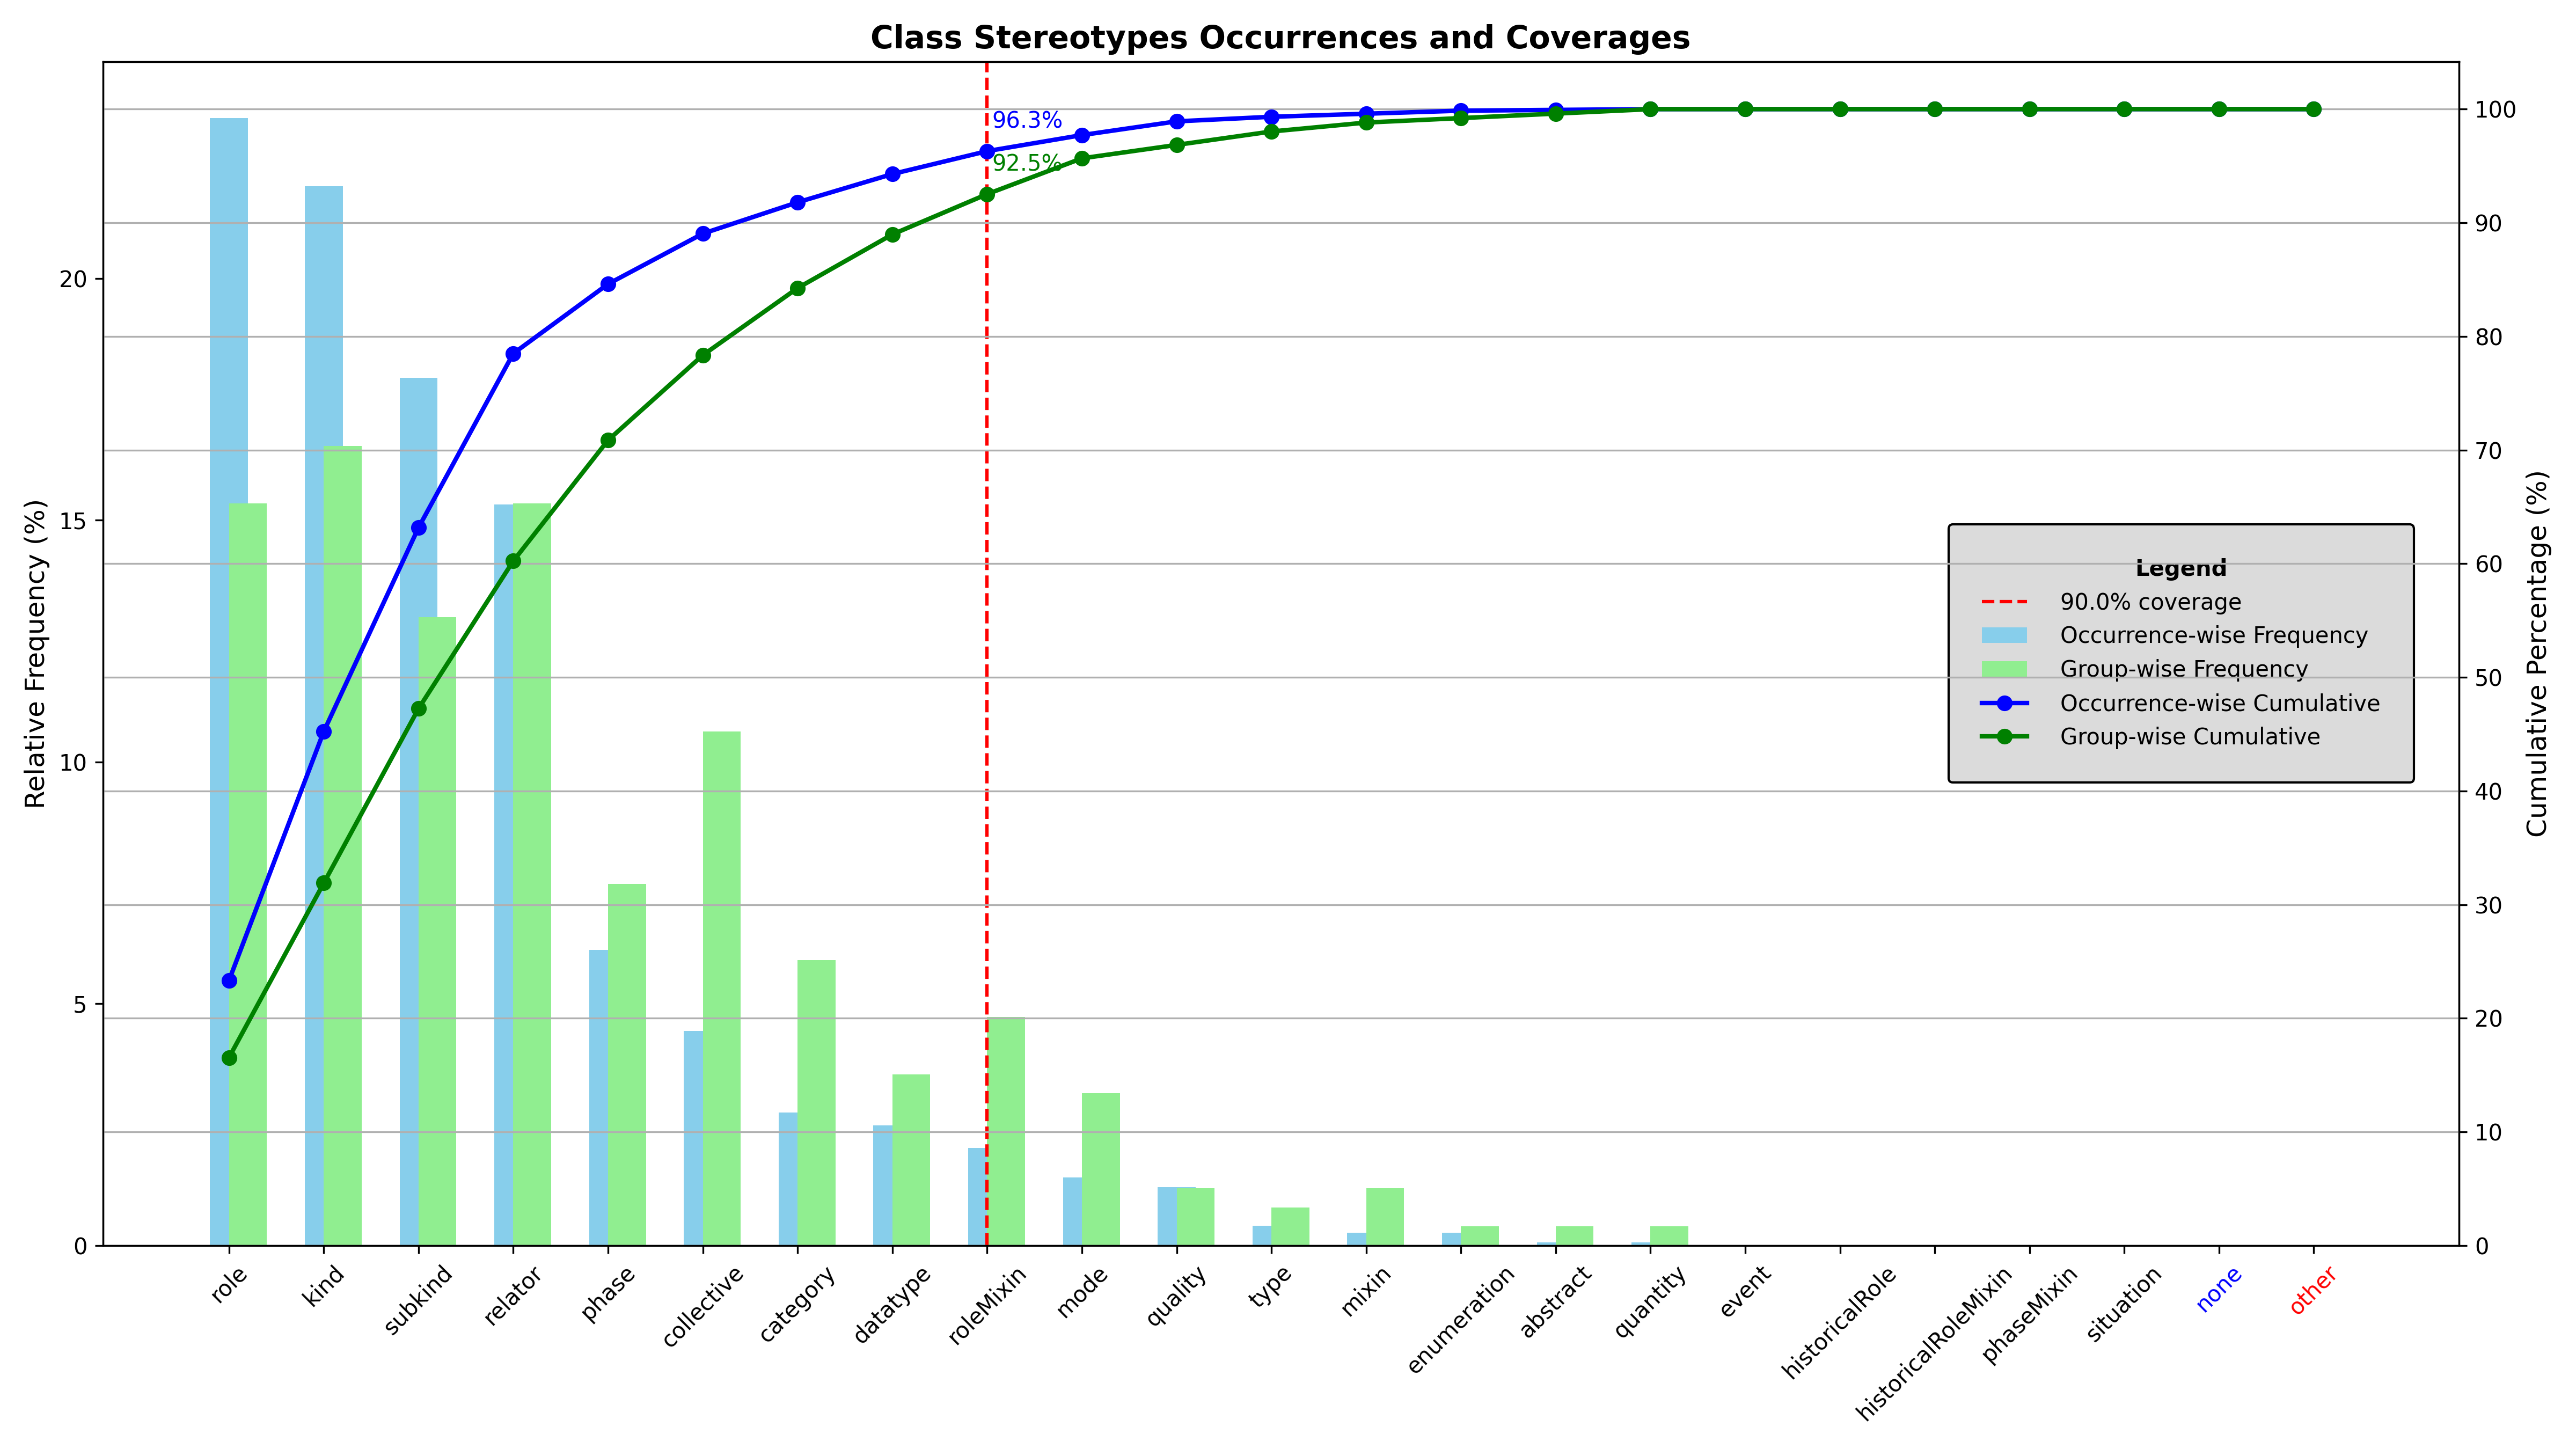 Class Stereotypes Occurrences and Coverages
Relative Frequency (%)
20
15
10
5
0
96.3%
92.5%
100
90
80
70
60
50
40
30
20
10
0
Cumulative Percentage (%)
Legend
90.0% coverage
Occurrence-wise Frequency
Group-wise Frequency
Occurrence-wise Cumulative
Group-wise Cumulative
role
kind
subkind
relator
phase
collective
category
datatype
roleMixin
mode
quality
type
mixin
enumeration
abstract
quantity
event
historicalRole
historicalRoleMixin
phaseMixin
situation
none
other